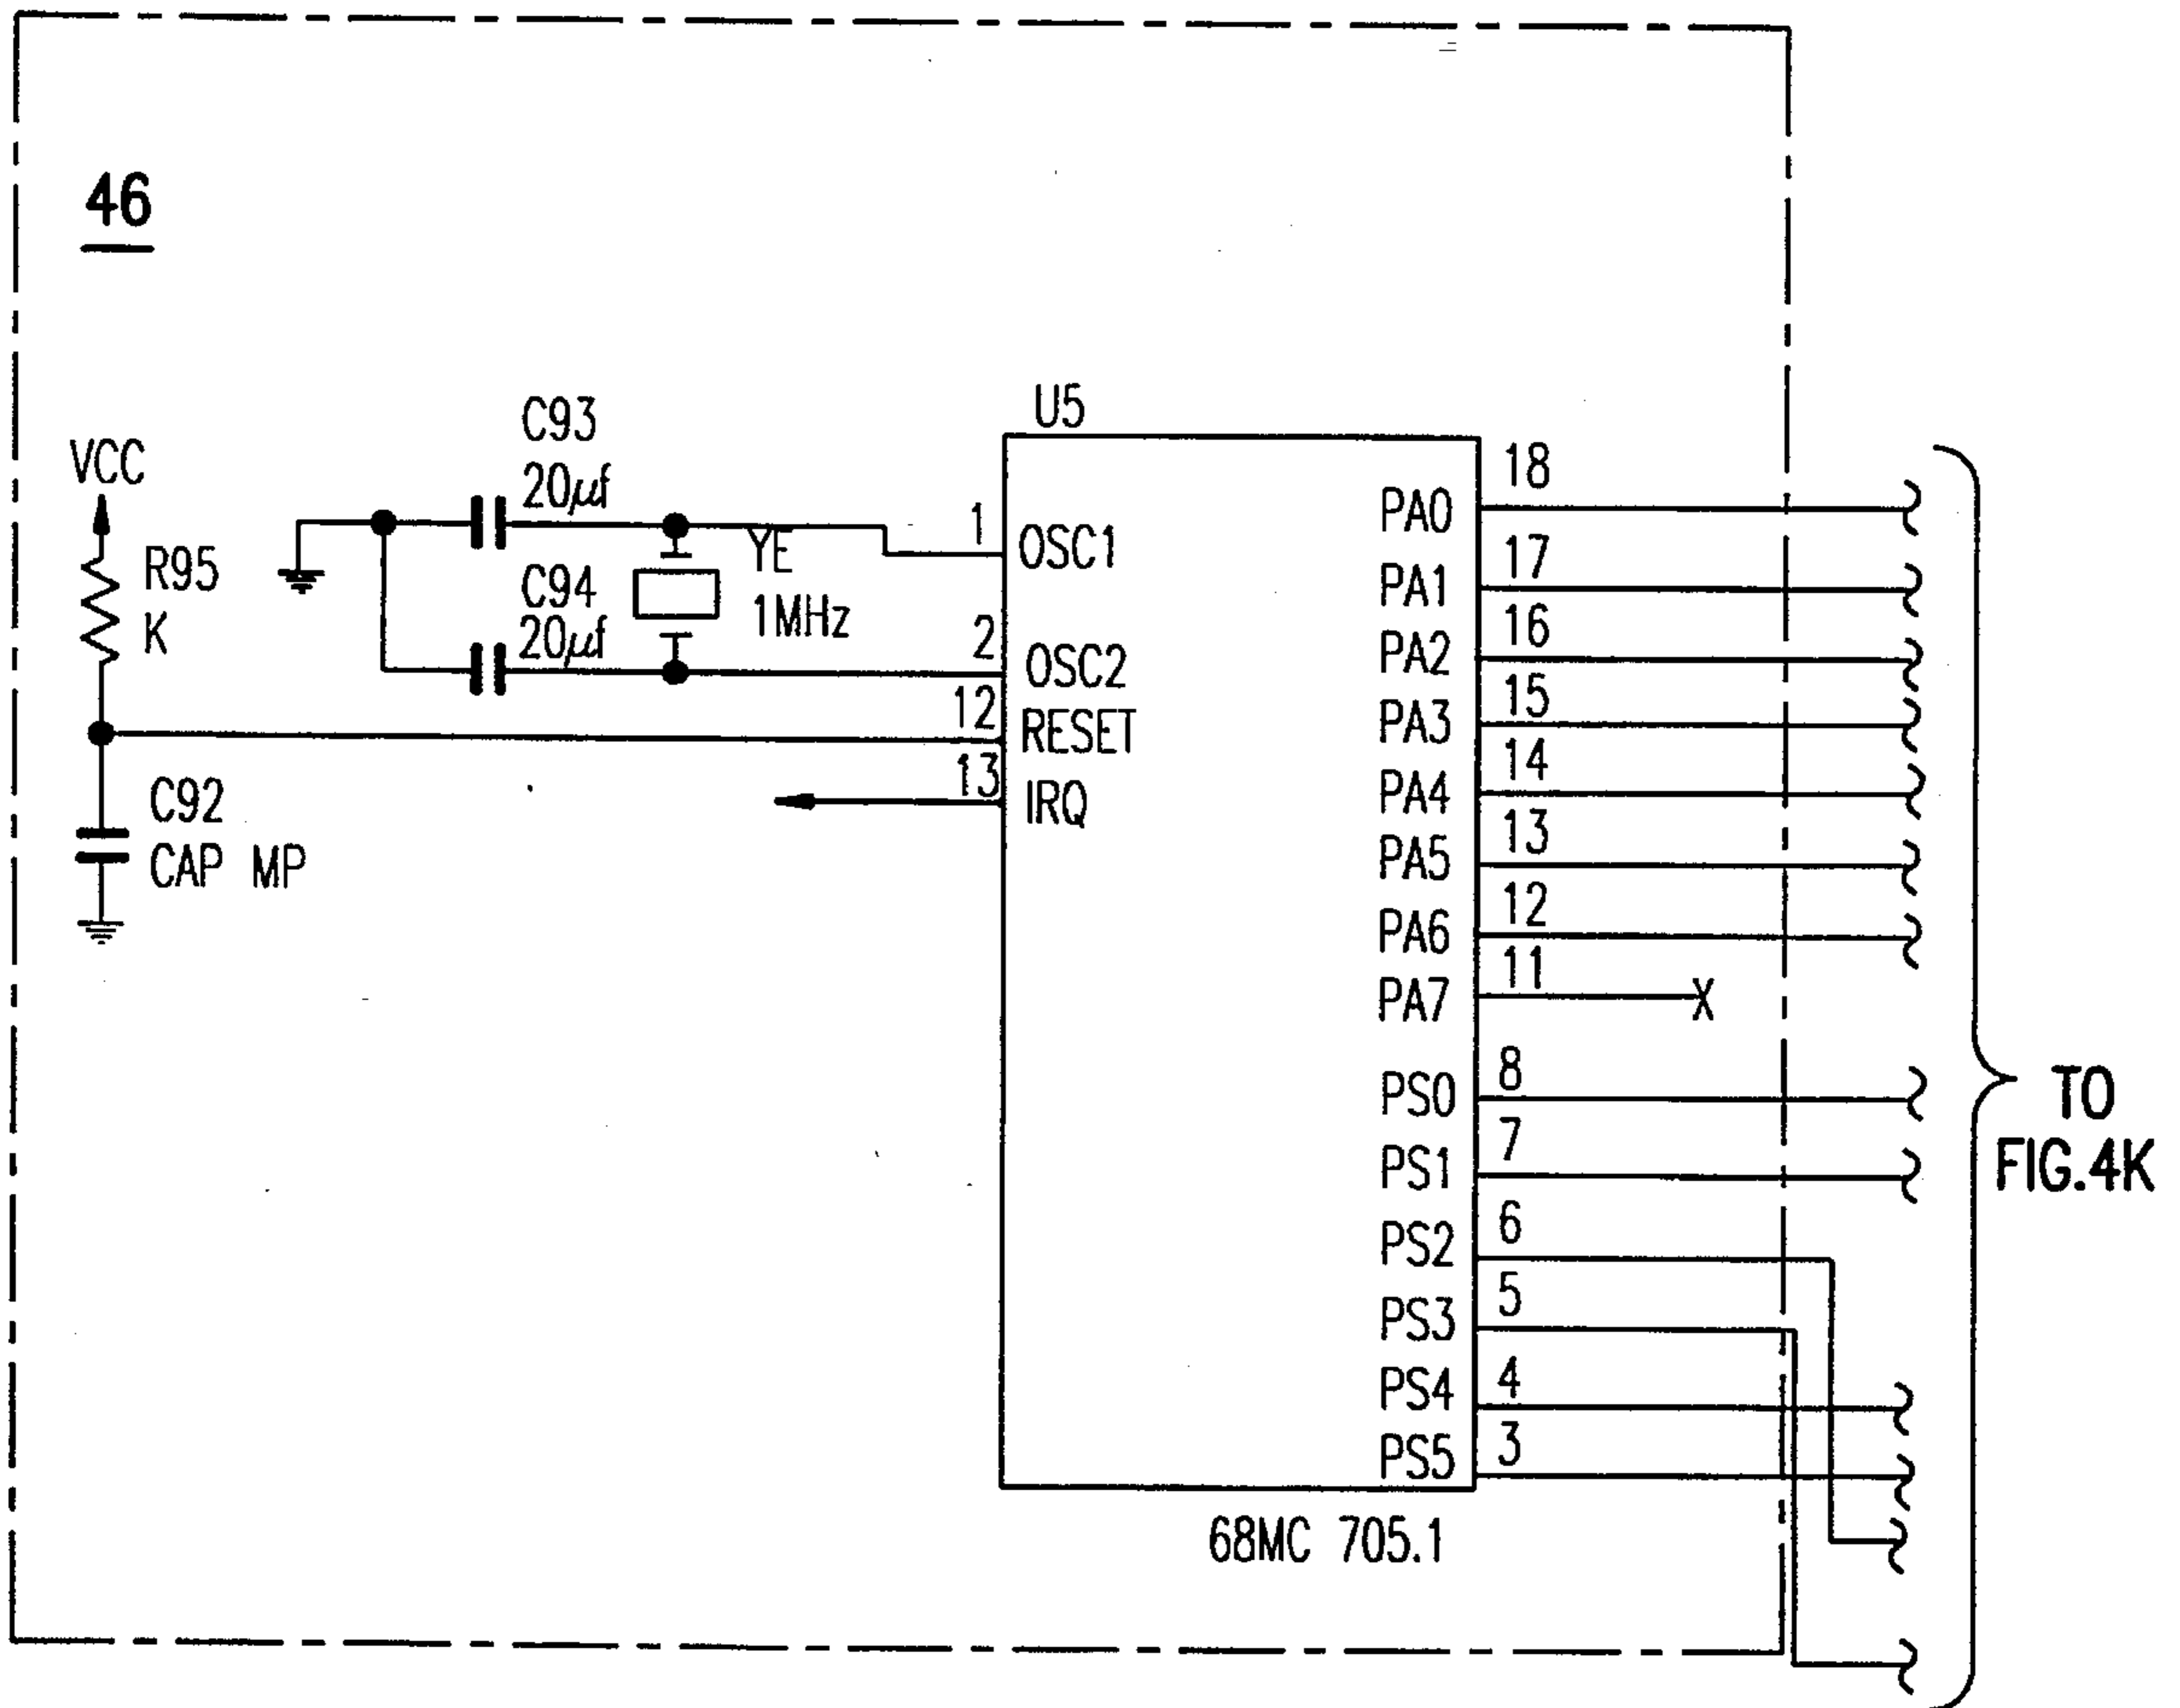 46
VCC
R95
K
C92
CAP MP
C93
20µf
C94
20µf
YE
1MHz
U5
1
OSC1
2
OSC2
12
RESET
13
IRQ
PA0
18
PA1
17
PA2
16
PA3
15
PA4
14
PA5
13
PA6
12
PA7
11
X
PS0
8
PS1
7
PS2
6
PS3
5
PS4
4
PS5
3
68MC 705.1
TO
FIG.4K